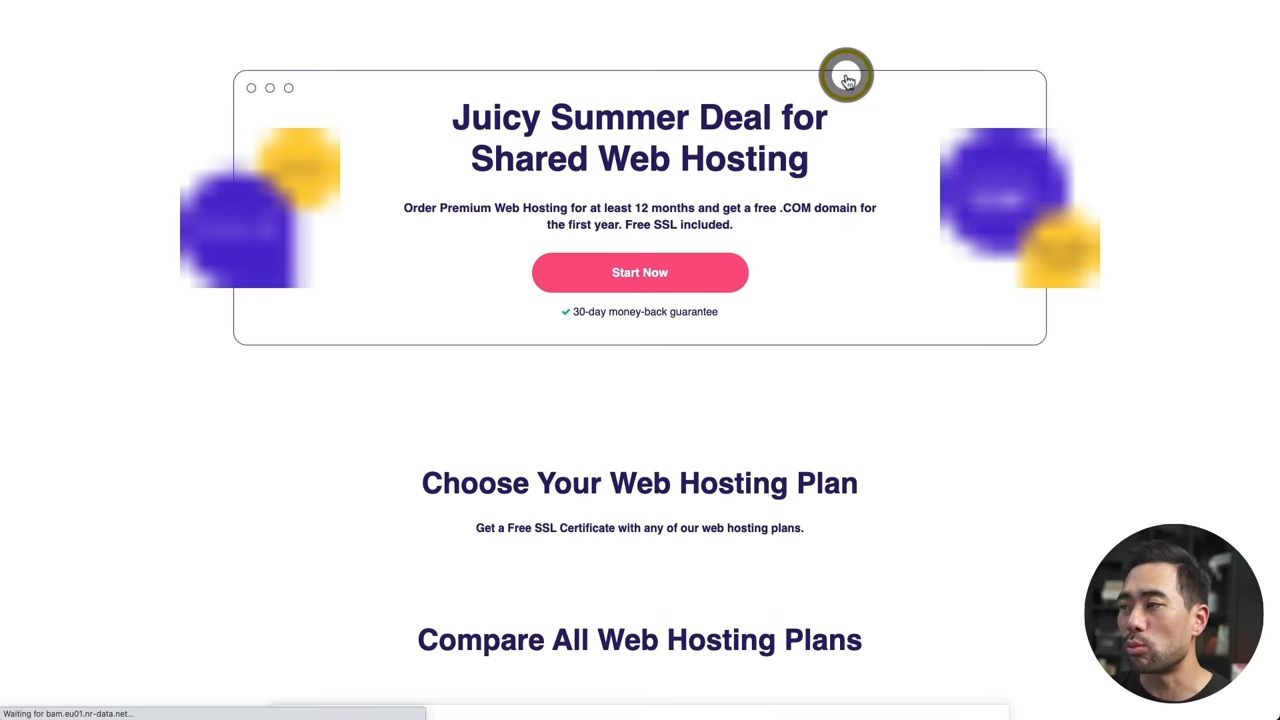 Juicy Summer Deal for
Shared Web Hosting
Order Premium Web Hosting for at least 12 months and get a free .COM domain for
the first year. Free SSL included.
Start Now
30-day money-back guarantee
Choose Your Web Hosting Plan
Get a Free SSL Certificate with any of our web hosting plans.
Compare All Web Hosting Plans
Waiting for bam.eu01.nr-data.net...